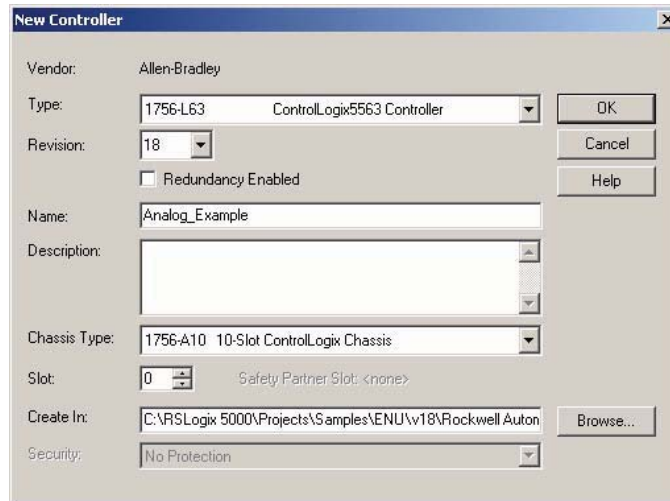 New Controller
Vendor: Allen-Bradley
Type: 1756-L63 ControlLogix5563 Controller OK
Revision: 18 Cancel
Redundancy Enabled Help
Name: Analog_Example
Description:
Chassis Type: 1756-A10 10-Slot ControlLogix Chassis
Slot: 0 Safety Partner Slot: <none>
Create In: C:\RSLogix 5000\Projects\Samples\ENU\v18\Rockwell Auton Browse...
Security: No Protection